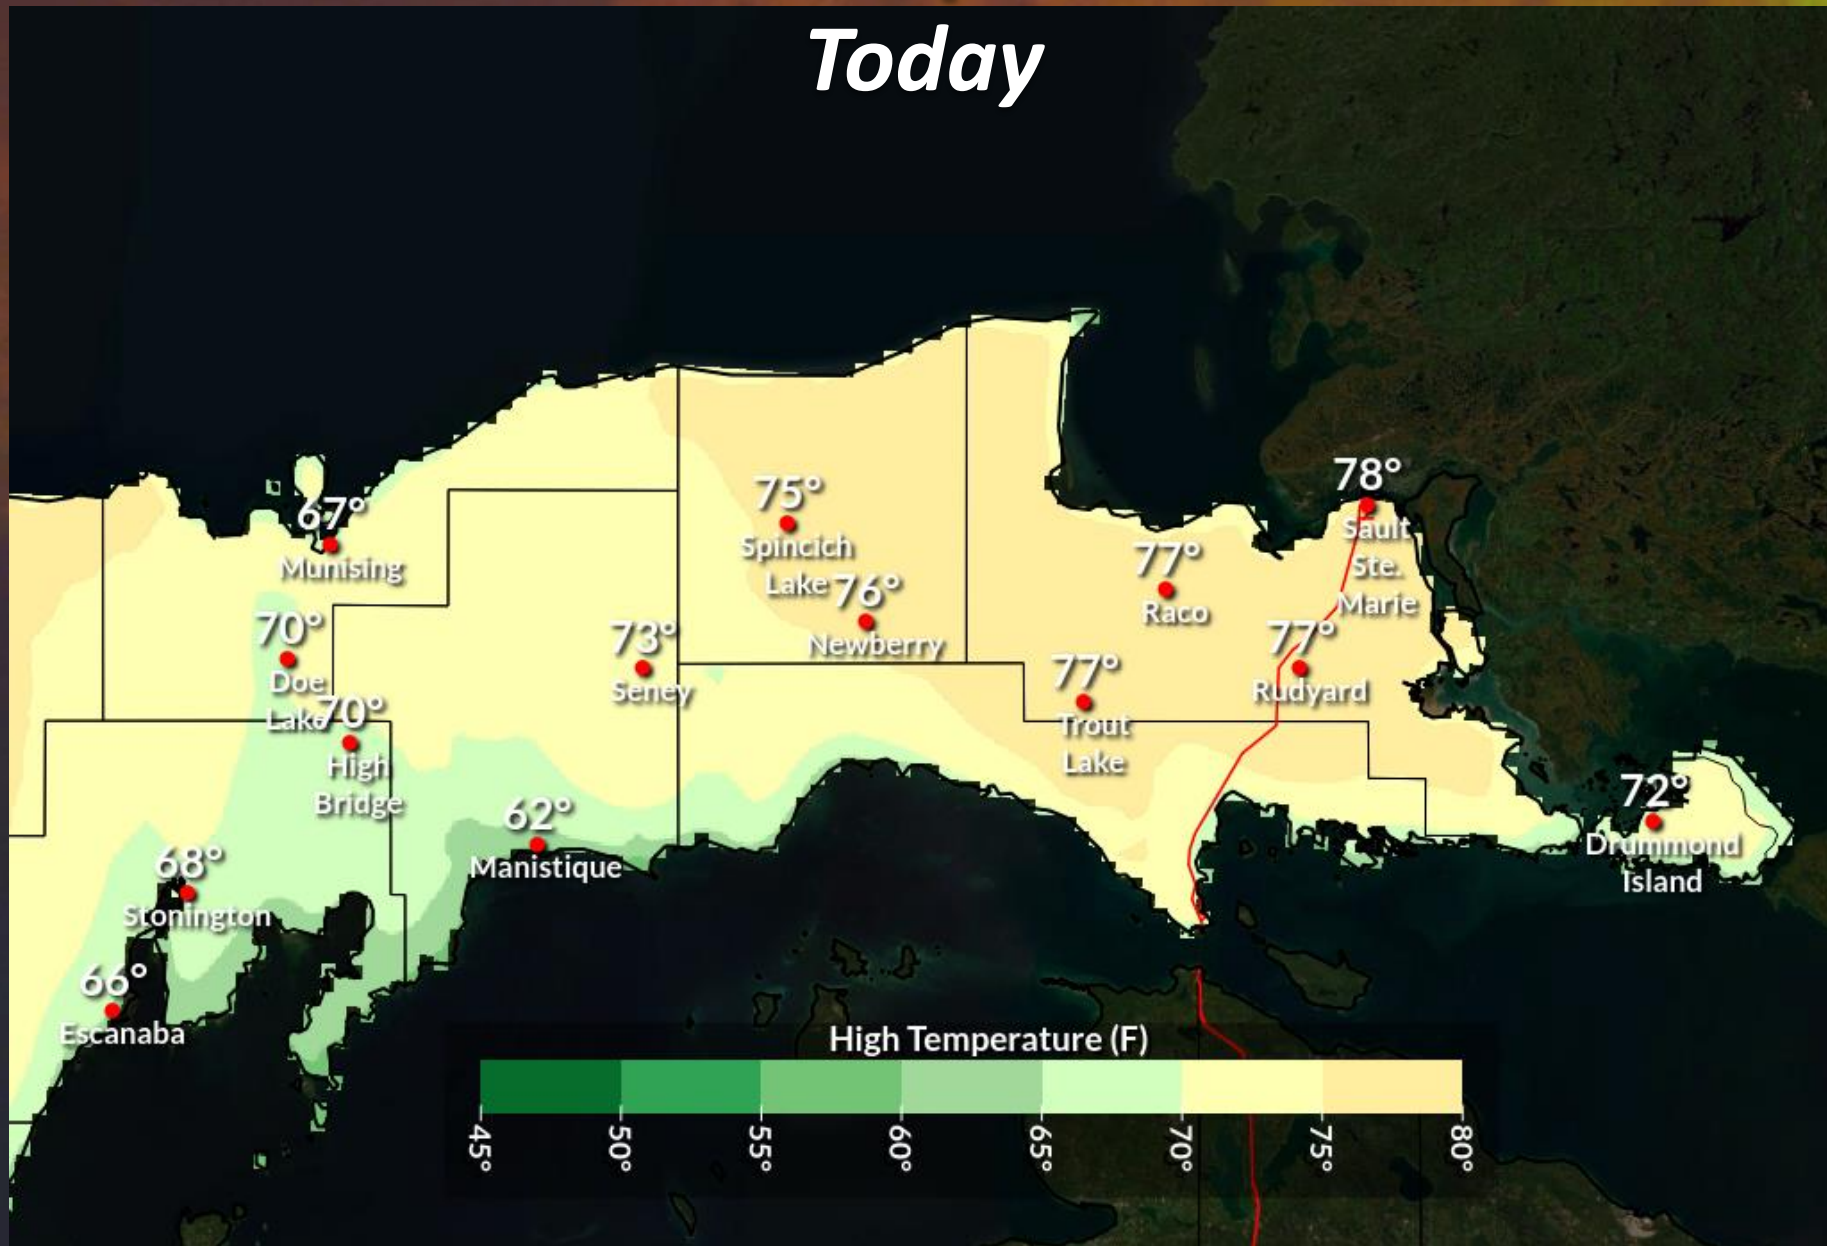 Today
78°
Sault
Ste.
Marie
75°
Spincich
Lake
67°
Munising
77°
Raco
76°
Newberry
70°
Doe
Lake
73°
Seney
77°
Rudyard
77°
Trout
Lake
70°
High
Bridge
62°
Manistique
72°
Drummond
Island
68°
Stonington
66°
Escanaba
High Temperature (F)
45°
50°
55°
60°
65°
70°
75°
80°